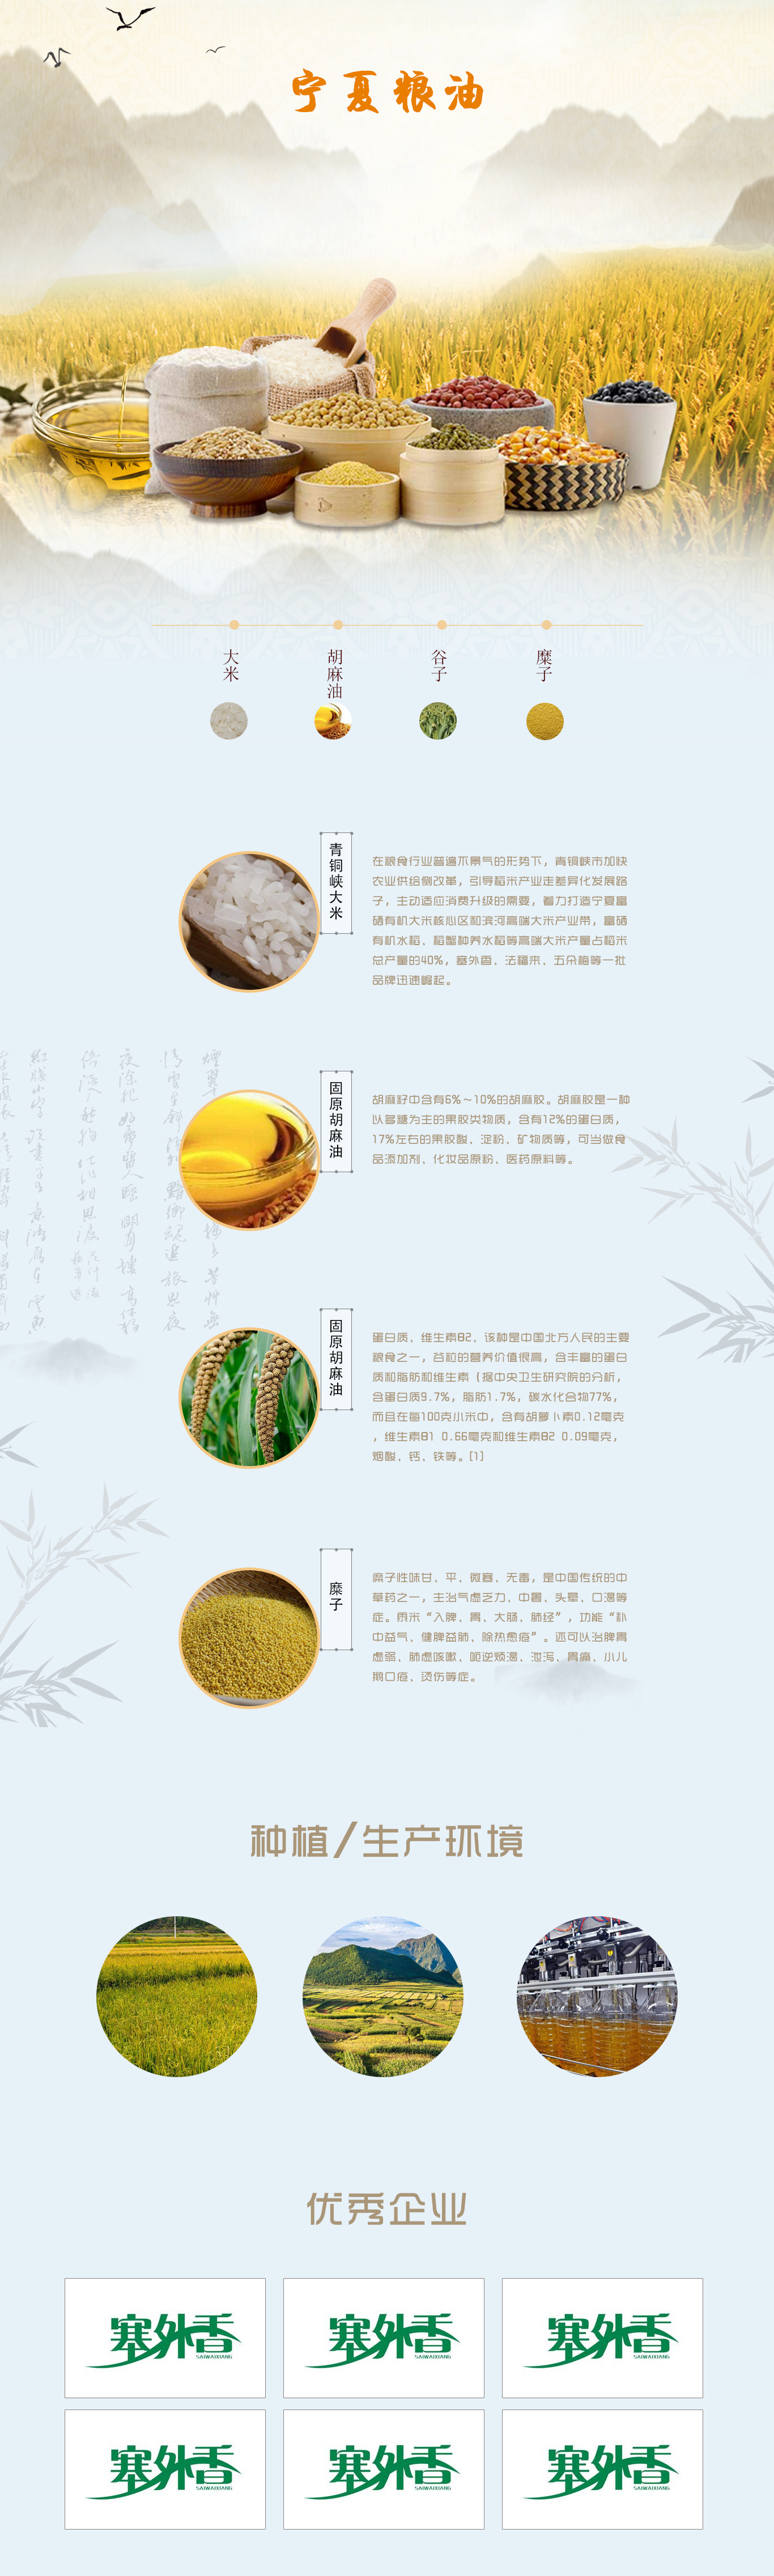 宁夏粮油
大米
胡麻油
谷子
糜子
青铜峡大米
在粮食行业普遍不景气的形势下，青铜峡市加快
农业供给侧改革，引导稻米产业走差异化发展路
子，主动适应消费升级的需要，着力打造宁夏富
硒有机大米核心区和滨河高端大米产业带，富硒
有机水稻、稻蟹种养水稻等高端大米产量占稻米
总产量的40%，塞外香、法福来、五朵梅等一批
品牌迅速崛起。
固原胡麻油
胡麻籽中含有6%～10%的胡麻胶。胡麻胶是一种
以多糖为主的果胶类物质，含有12%的蛋白质，
17%左右的果胶酸、淀粉、矿物质等，可当做食
品添加剂、化妆品原粉、医药原料等。
固原胡麻油
蛋白质、维生素B2、该种是中国北方人民的主要
粮食之一，谷粒的营养价值很高，含丰富的蛋白
质和脂肪和维生素（据中央卫生研究院的分析，
含蛋白质9.7%，脂肪1.7%，碳水化合物77%，
而且在每100克小米中，含有胡萝卜素0.12毫克
，维生素B1 0.66毫克和维生素B2 0.09毫克，
烟酸、钙、铁等。[1]
糜子
糜子性味甘、平、微寒、无毒，是中国传统的中
草药之一，主治气虚乏力、中暑、头晕、口渴等
症。黍米“入脾、胃、大肠、肺经”，功能“补
中益气、健脾益肺、除热愈疮”。还可以治脾胃
虚弱、肺虚咳嗽、呃逆烦渴、泄泻、胃痛、小儿
鹅口疮、烫伤等症。
种植/生产环境
优秀企业
塞外香
SAIWAIXIANG
塞外香
SAIWAIXIANG
塞外香
SAIWAIXIANG
塞外香
SAIWAIXIANG
塞外香
SAIWAIXIANG
塞外香
SAIWAIXIANG